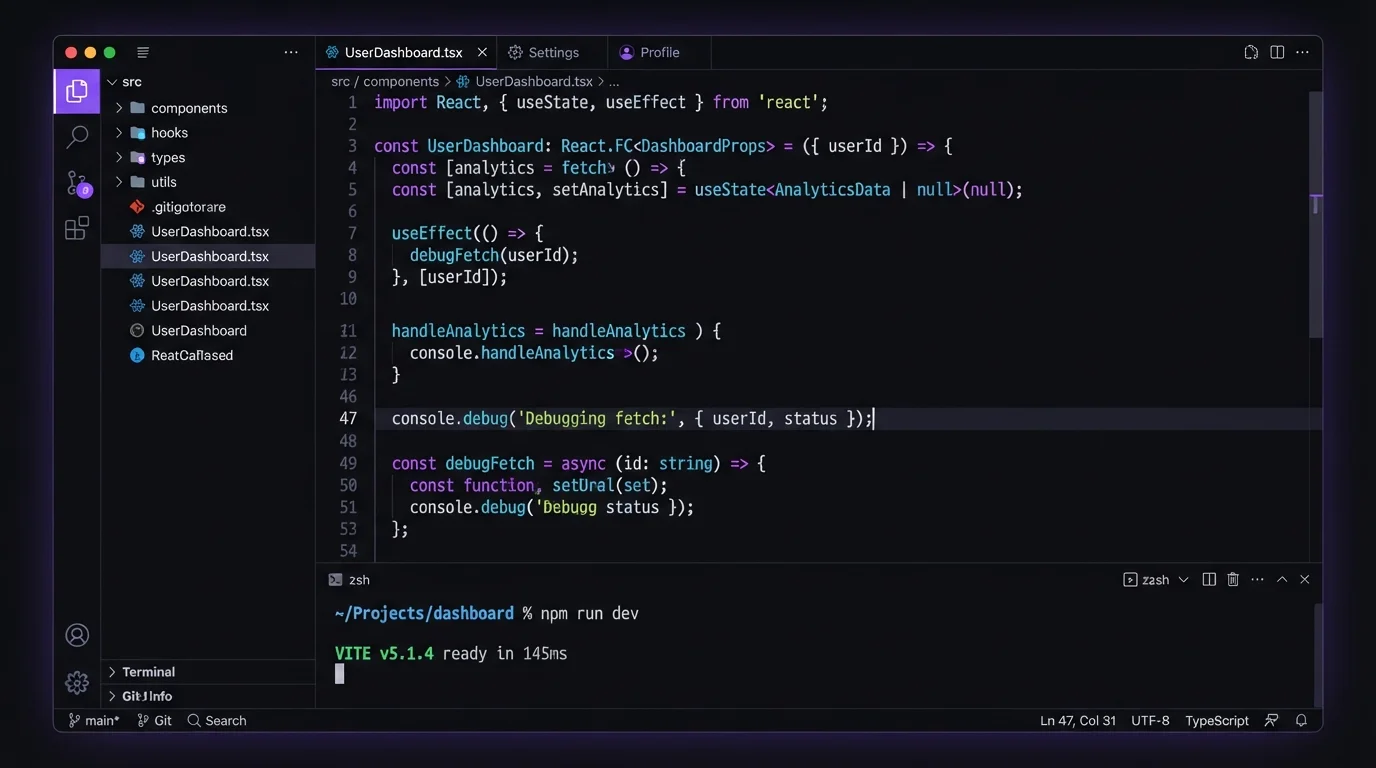 UserDashboard.tsx
Settings
Profile
src
components
hooks
types
utils
.gitigotorare
UserDashboard.tsx
UserDashboard.tsx
UserDashboard.tsx
UserDashboard.tsx
UserDashboard
ReatCaflased
Terminal
src / components > UserDashboard.tsx > ...
1 import React, { useState, useEffect } from 'react';
2
3 const UserDashboard: React.FC<DashboardProps> = ({ userId }) => {
4 const [analytics = fetch () => {
5 const [analytics, setAnalytics] = useState<AnalyticsData | null>(null);
6
7 useEffect(() => {
8 debugFetch(userId);
9 }, [userId]);
10
11 handleAnalytics = handleAnalytics ) {
12 console.handleAnalytics >();
13 }
46
47 console.debug('Debugging fetch:', { userId, status });
48
49 const debugFetch = async (id: string) => {
50 const function, setUral(set);
51 console.debug('Debugg status });
53 };
54
zsh
zash
~/Projects/dashboard % npm run dev
VITE v5.1.4 ready in 145ms
main* Git Search
Ln 47, Col 31 UTF-8 TypeScript